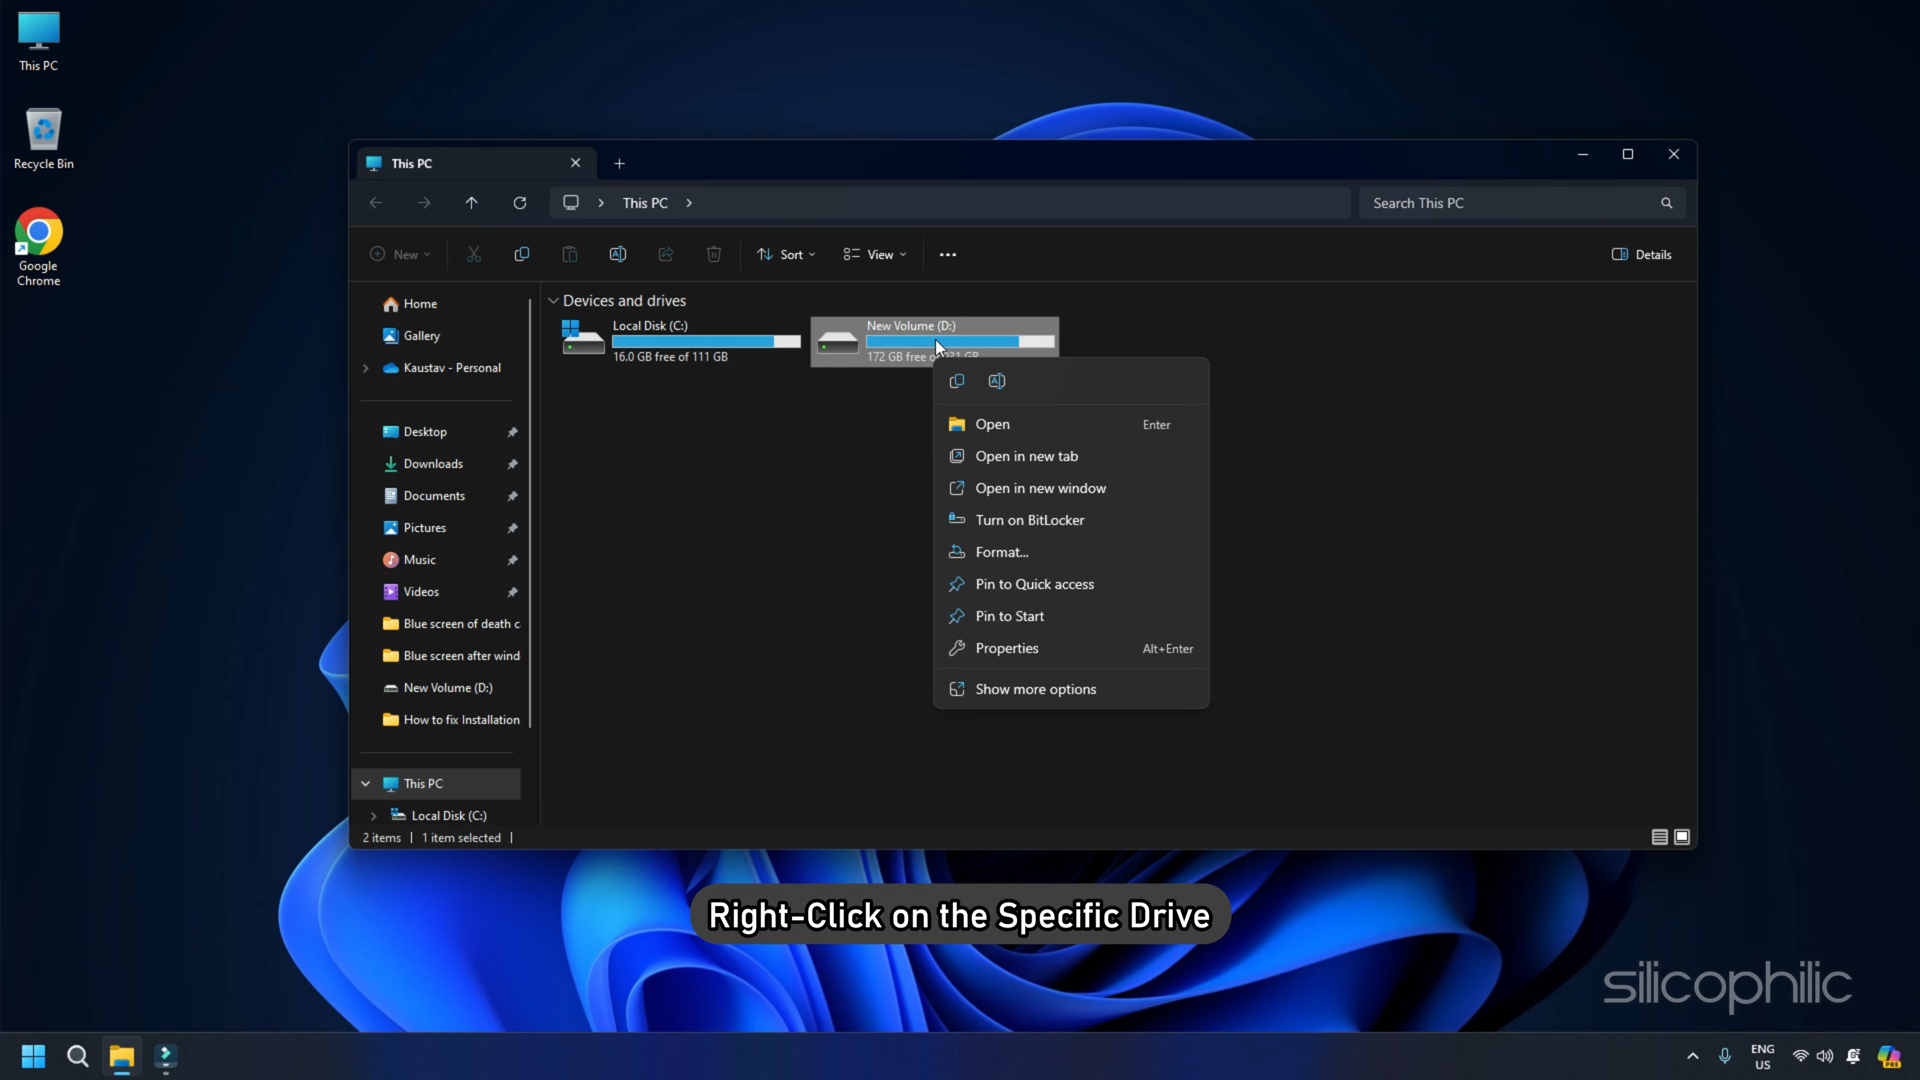 This PC
Recycle Bin
Google
Chrome
This PC
This PC
Search This PC
New
Sort
View
Details
Home
Gallery
Kaustav - Personal
Desktop
Downloads
Documents
Pictures
Music
Videos
Blue screen of death c
Blue screen after wind
New Volume (D:)
How to fix Installation
This PC
Local Disk (C:)
2 items
1 item selected
Devices and drives
Local Disk (C:)
16.0 GB free of 111 GB
New Volume (D:)
172 GB free of 931 GB
Open Enter
Open in new tab
Open in new window
Turn on BitLocker
Format...
Pin to Quick access
Pin to Start
Properties Alt+Enter
Show more options
Right-Click on the Specific Drive
silicophilic
ENG
US
PRE